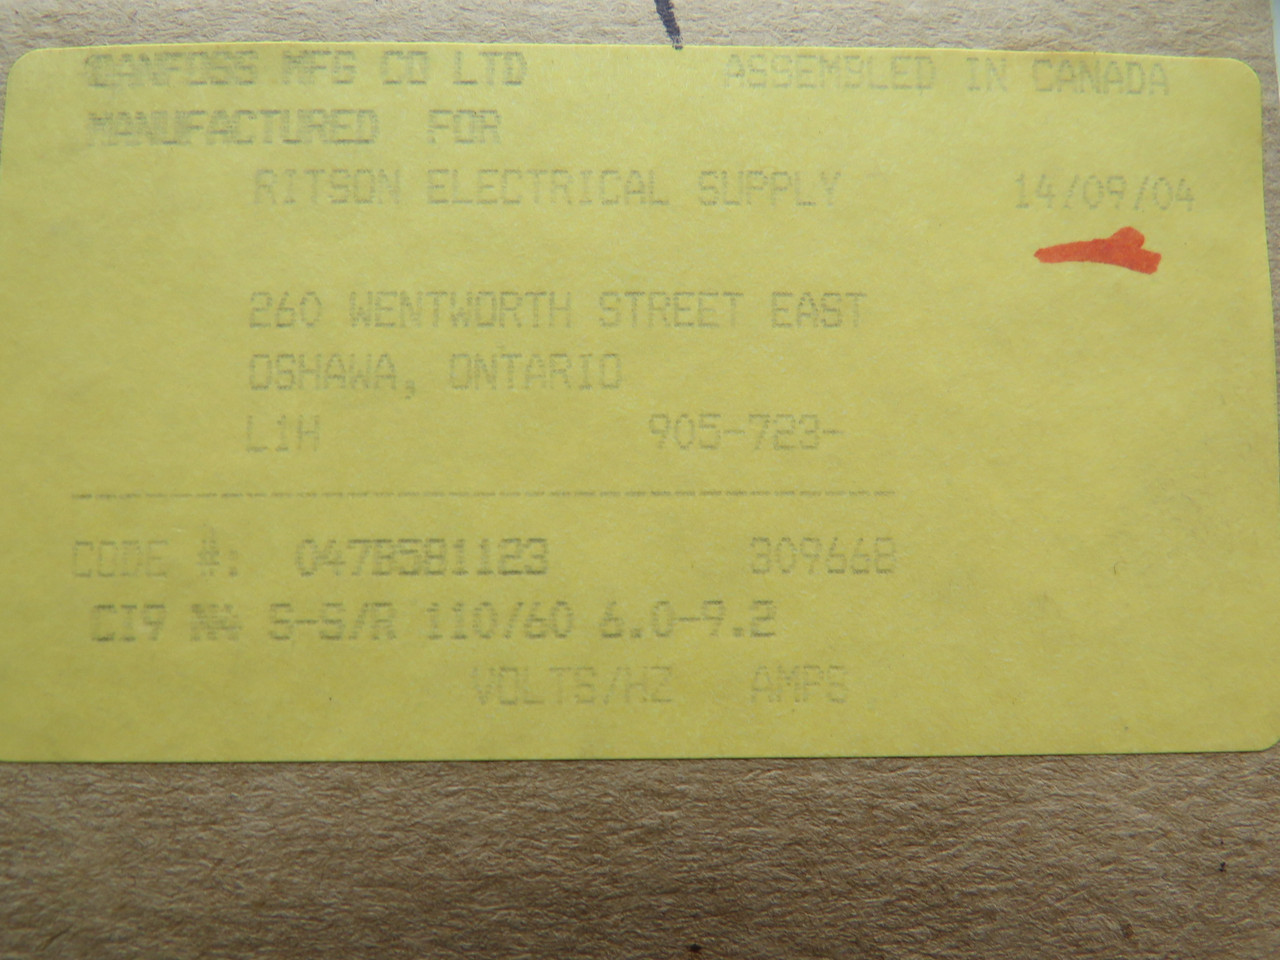 DANFOSS MFG CO LTD ASSEMBLED IN CANADA
MANUFACTURED FOR
RITSON ELECTRICAL SUPPLY 14/09/04
260 WENTWORTH STREET EAST
OSHAWA, ONTARIO
L1H 905-723-
--------------------------------------------------
CODE #: 047B581123 309668
CI9 N4 S-S/R 110/60 6.0-9.2
VOLTS/HZ AMPS